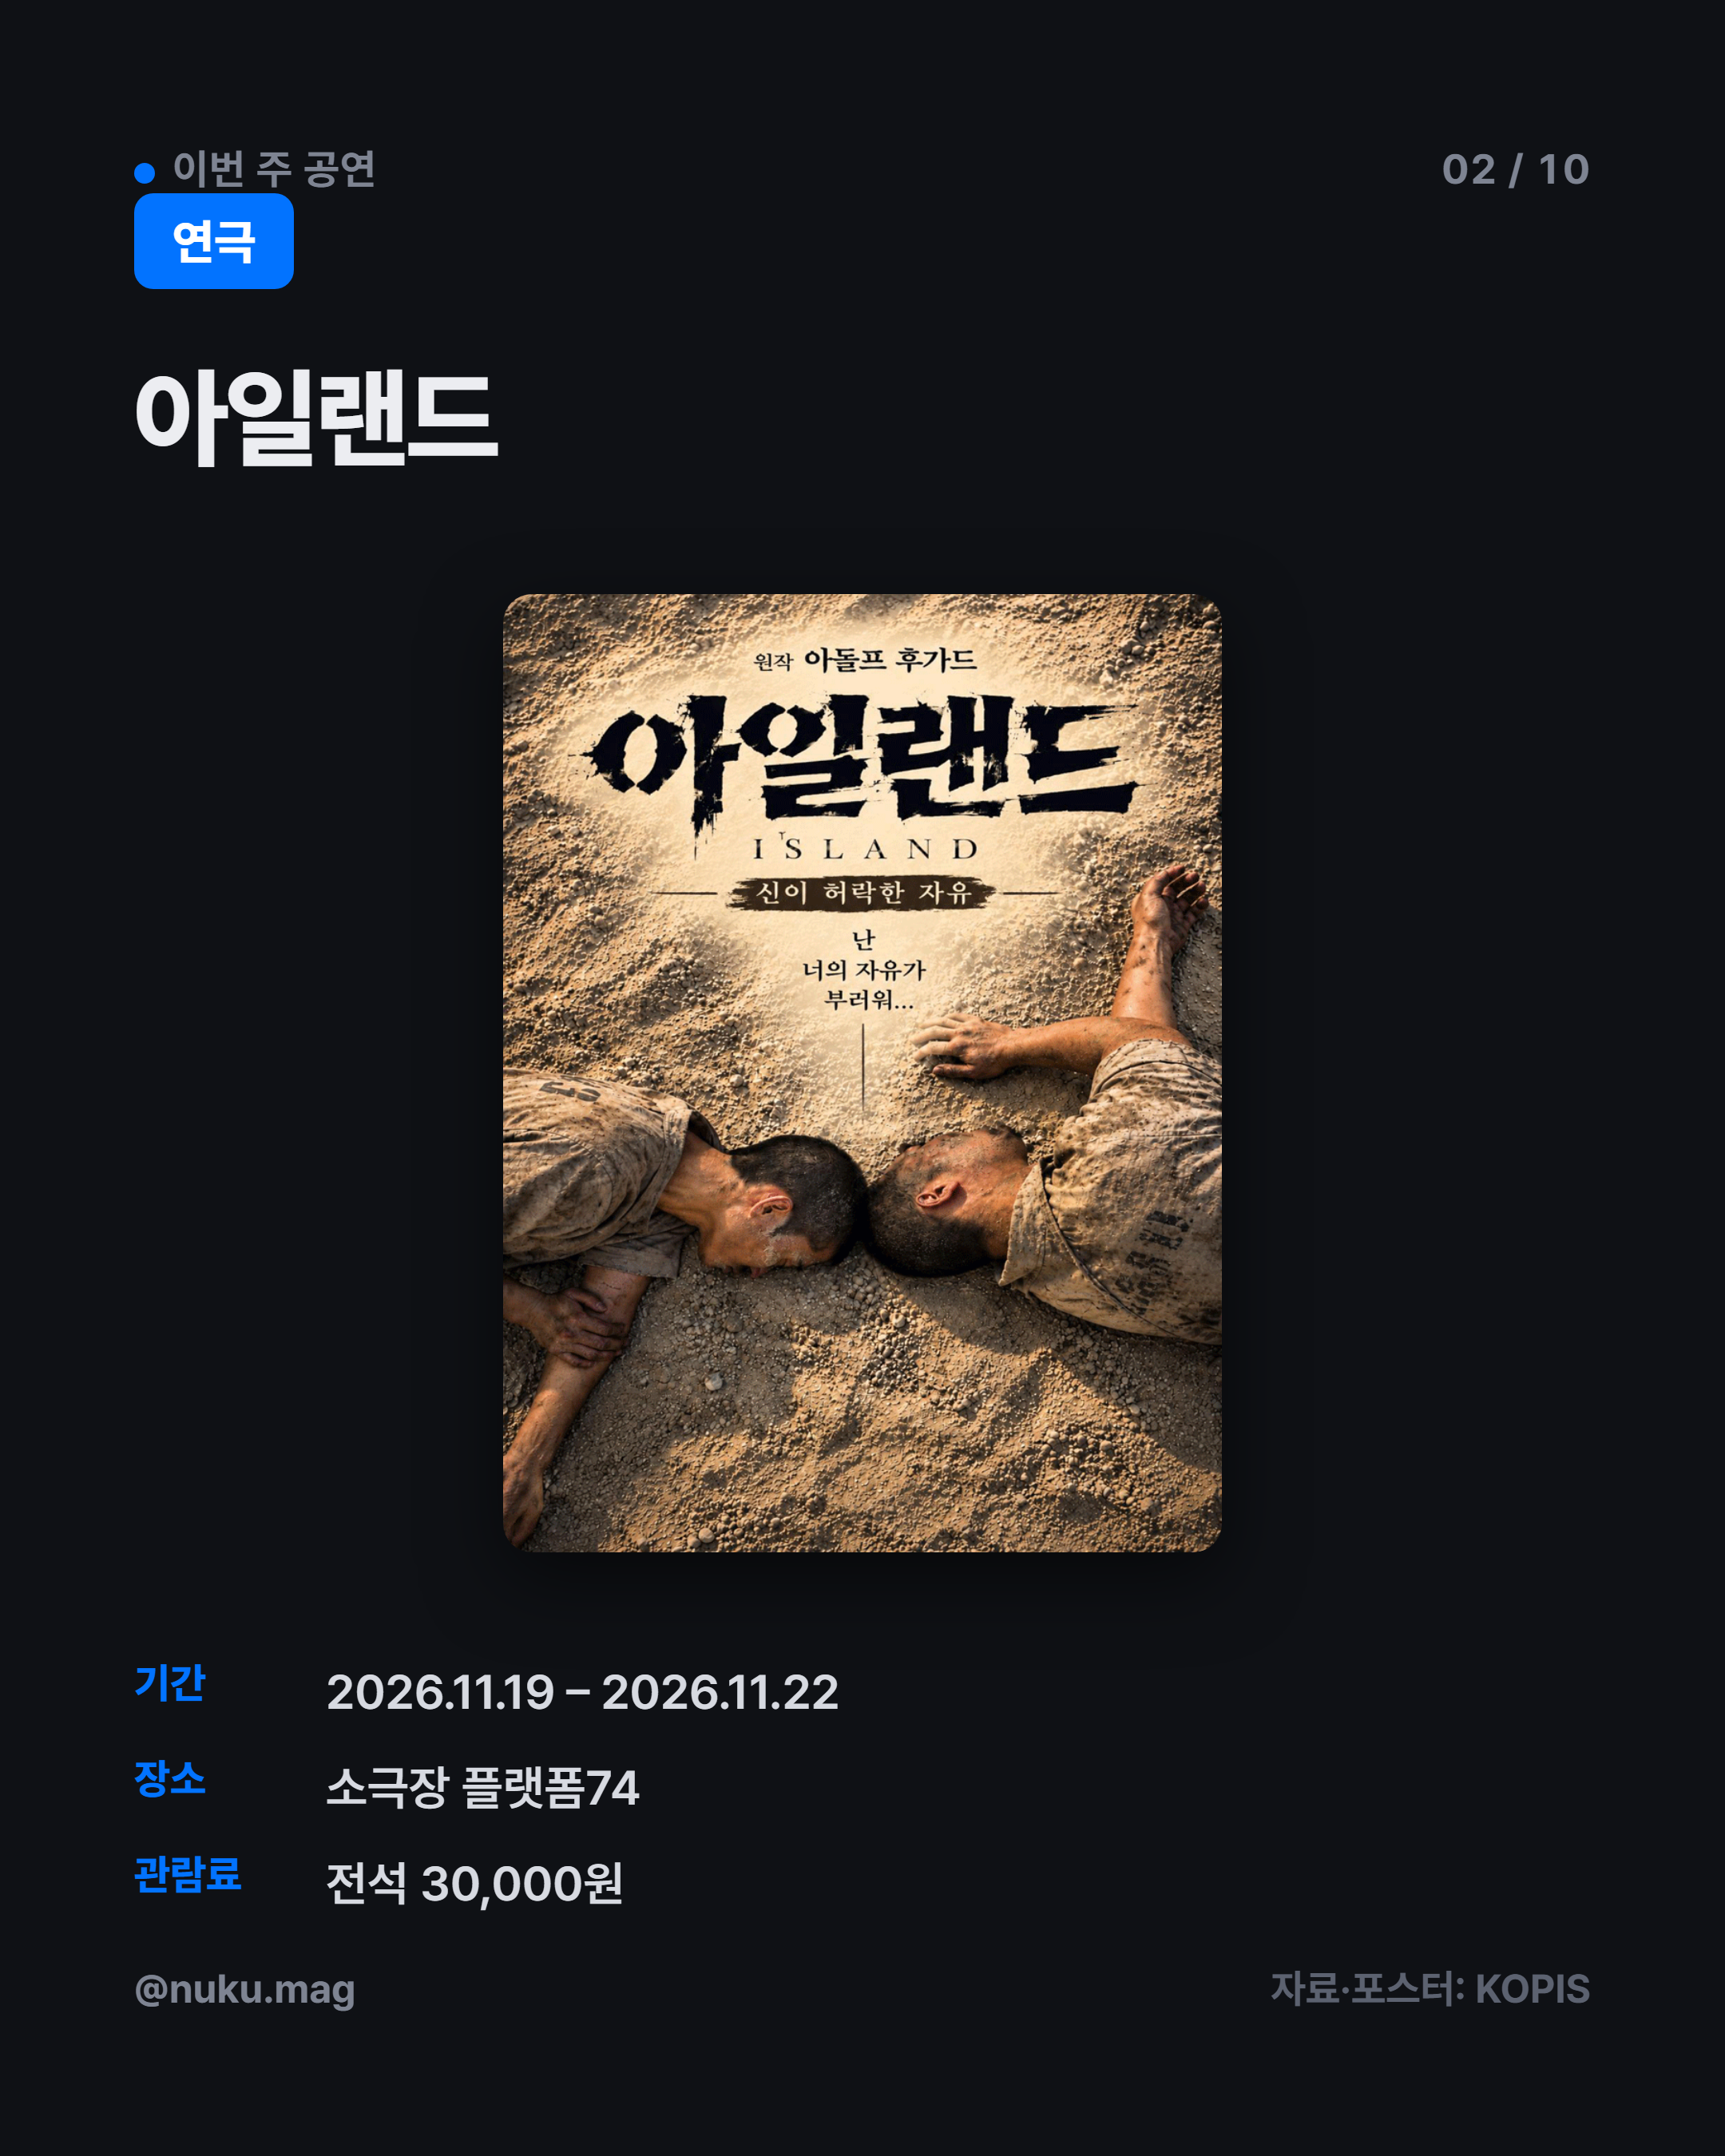 이번 주 공연
02 / 10
연극
아일랜드
원작 아돌프 후가드
아일랜드
ISLAND
신이 허락한 자유
난
너의 자유가
부러워...
기간 2026.11.19 – 2026.11.22
장소 소극장 플랫폼74
관람료 전석 30,000원
@nuku.mag
자료·포스터: KOPIS